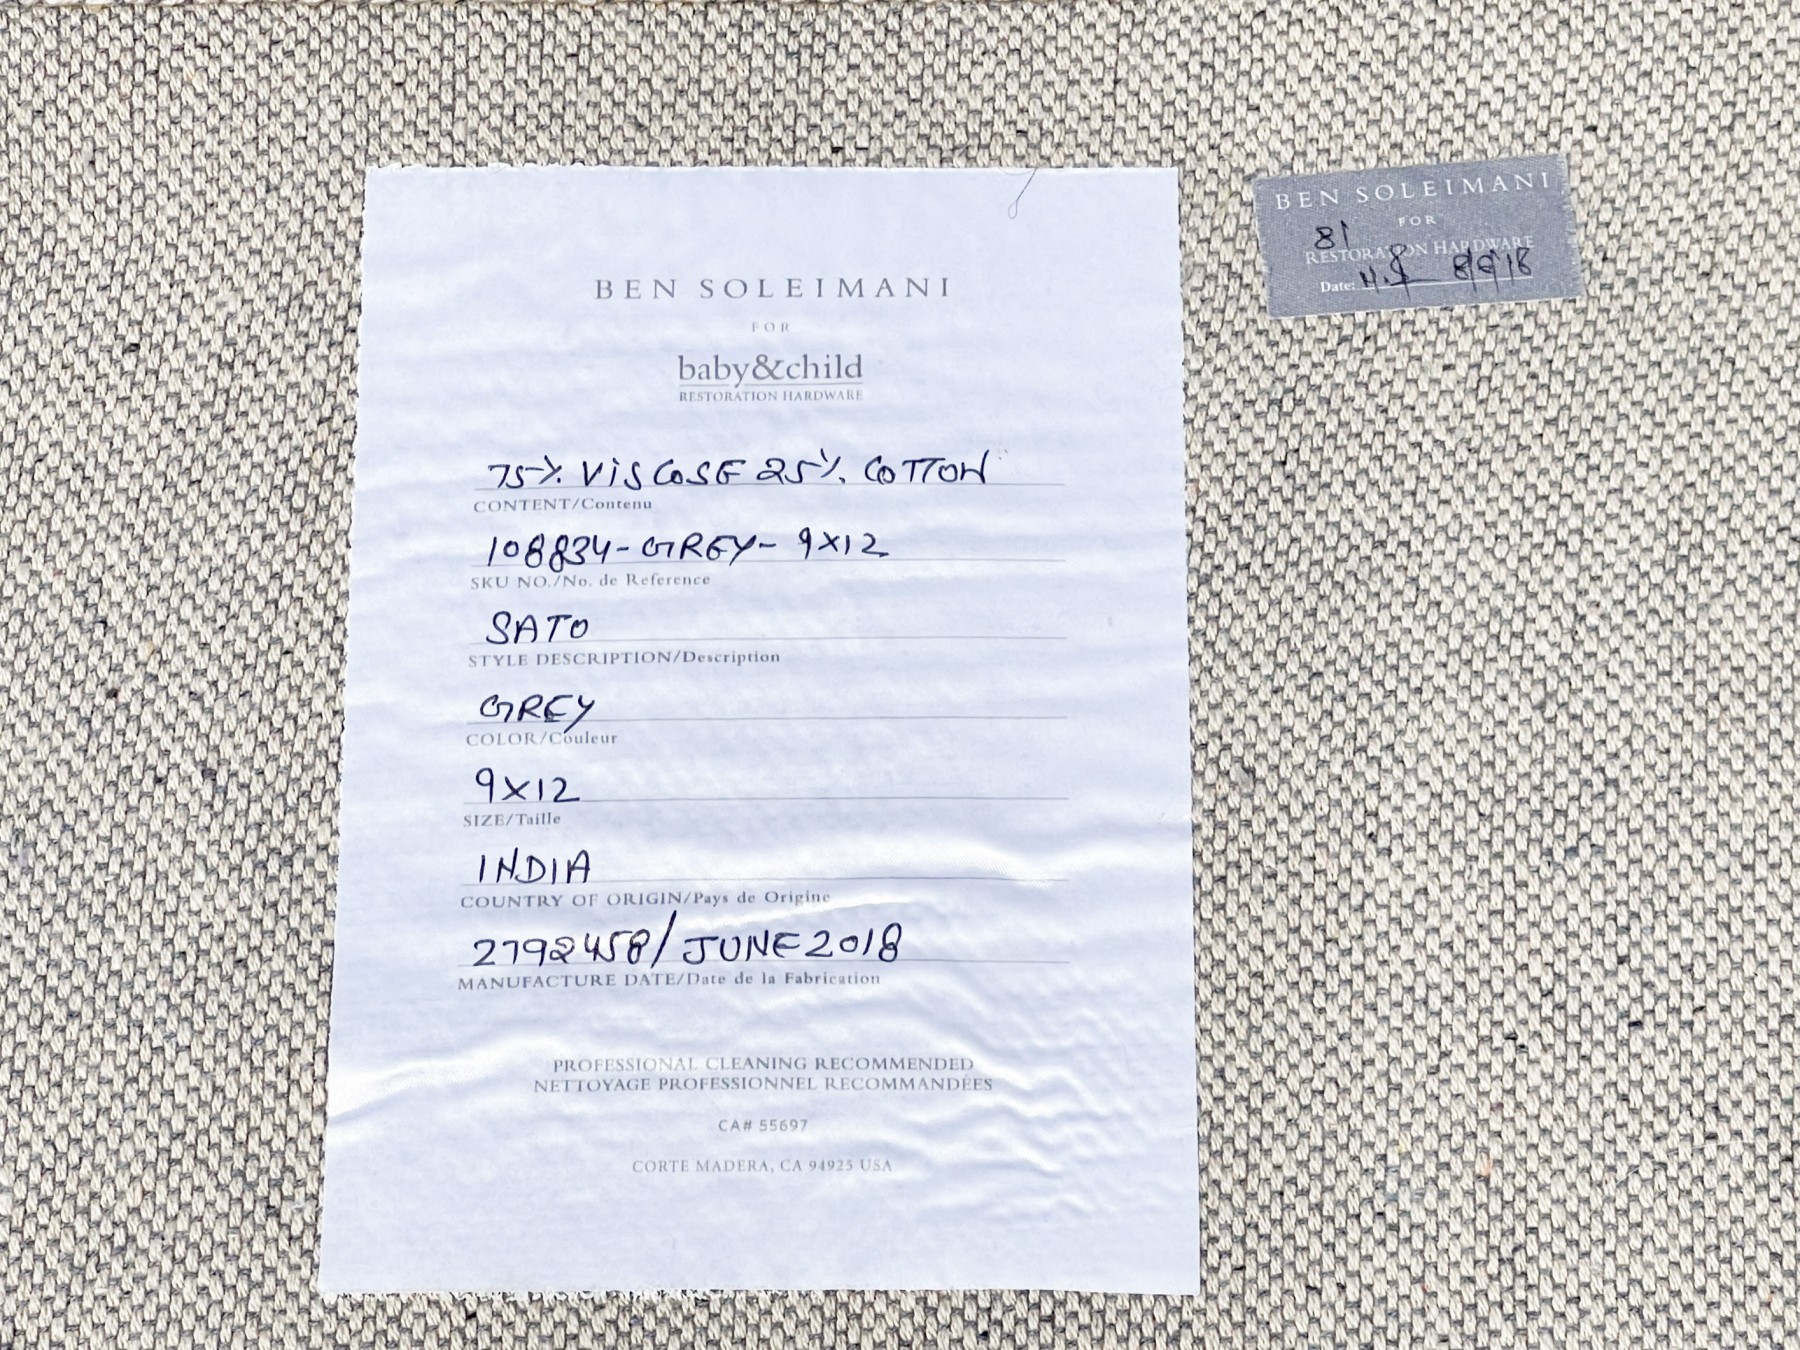 BEN SOLEIMANI
FOR
baby&child
RESTORATION HARDWARE
75% VISCOSE 25% COTTON
CONTENT/Contenu
108834-GREY-9X12
SKU NO./No. de Reference
SATO
STYLE DESCRIPTION/Description
GREY
COLOR/Couleur
9X12
SIZE/Taille
INDIA
COUNTRY OF ORIGIN/Pays de Origine
2792458/JUNE 2018
MANUFACTURE DATE/Date de la Fabrication
PROFESSIONAL CLEANING RECOMMENDED
NETTOYAGE PROFESSIONNEL RECOMMANDÉES
CA# 55697
CORTE MADERA, CA 94925 USA
BEN SOLEIMANI
FOR
81
RESTORATION HARDWARE
Date: